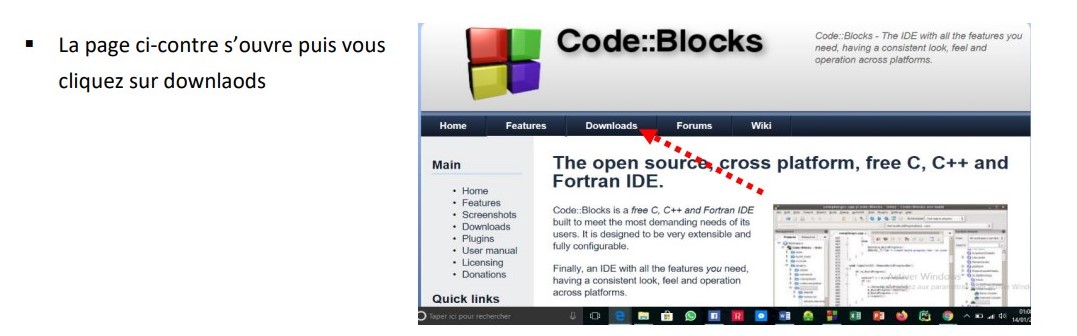 ▪ La page ci-contre s’ouvre puis vous
cliquez sur downlaods
Code::Blocks
Code::Blocks - The IDE with all the features you
need, having a consistent look, feel and
operation across platforms.
Home Features Downloads Forums Wiki
Main
• Home
• Features
• Screenshots
• Downloads
• Plugins
• User manual
• Licensing
• Donations
Quick links
The open source, cross platform, free C, C++ and
Fortran IDE.
Code::Blocks is a free C, C++ and Fortran IDE
built to meet the most demanding needs of its
users. It is designed to be very extensible and
fully configurable.
Finally, an IDE with all the features you need,
having a consistent look, feel and operation
across platforms.
Taper ici pour rechercher